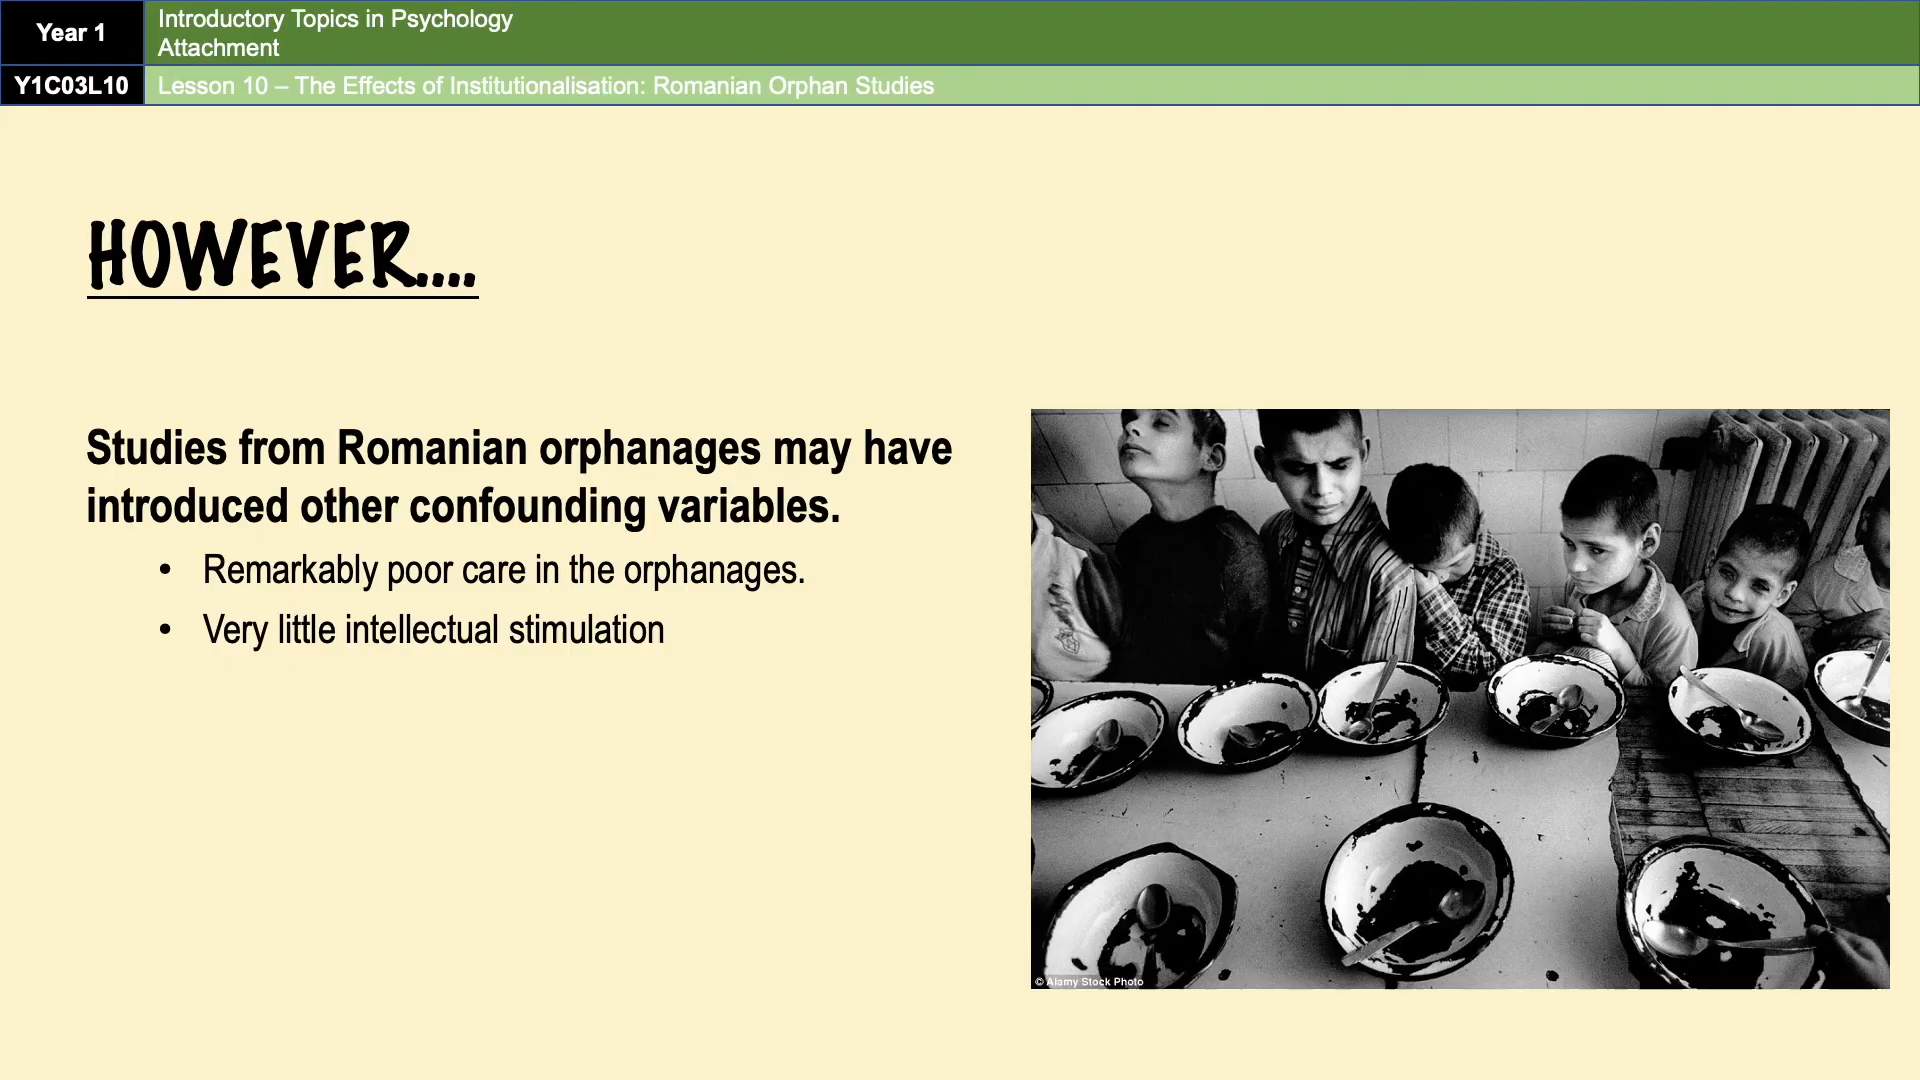 Year 1
Introductory Topics in Psychology
Attachment
Y1C03L10
Lesson 10 – The Effects of Institutionalisation: Romanian Orphan Studies
HOWEVER....
Studies from Romanian orphanages may have
introduced other confounding variables.
• Remarkably poor care in the orphanages.
• Very little intellectual stimulation
© Alamy Stock Photo